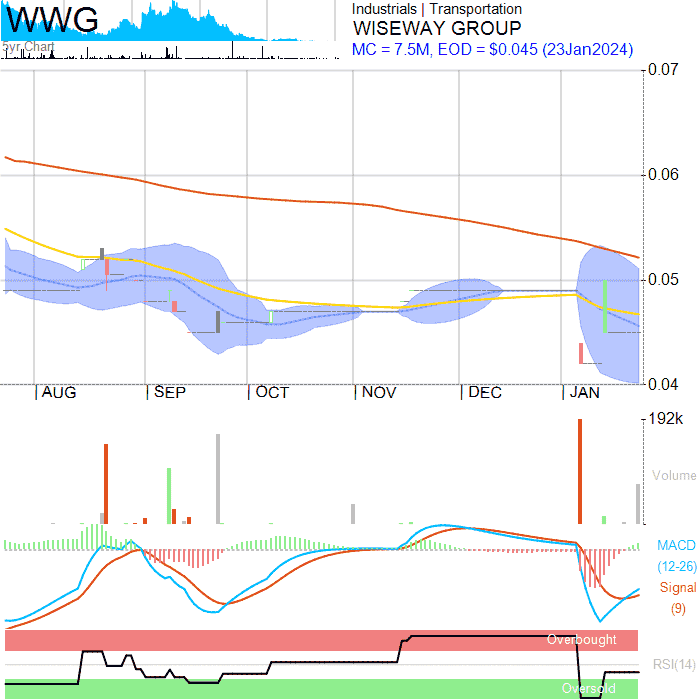 WWG
5yr Chart
Industrials | Transportation
WISEWAY GROUP
MC = 7.5M, EOD = $0.045 (23Jan2024)
0.07
0.06
0.05
0.04
| AUG | SEP | OCT | NOV | DEC | JAN
192k
Volume
MACD
(12-26)
Signal
(9)
Overbought
RSI(14)
Oversold